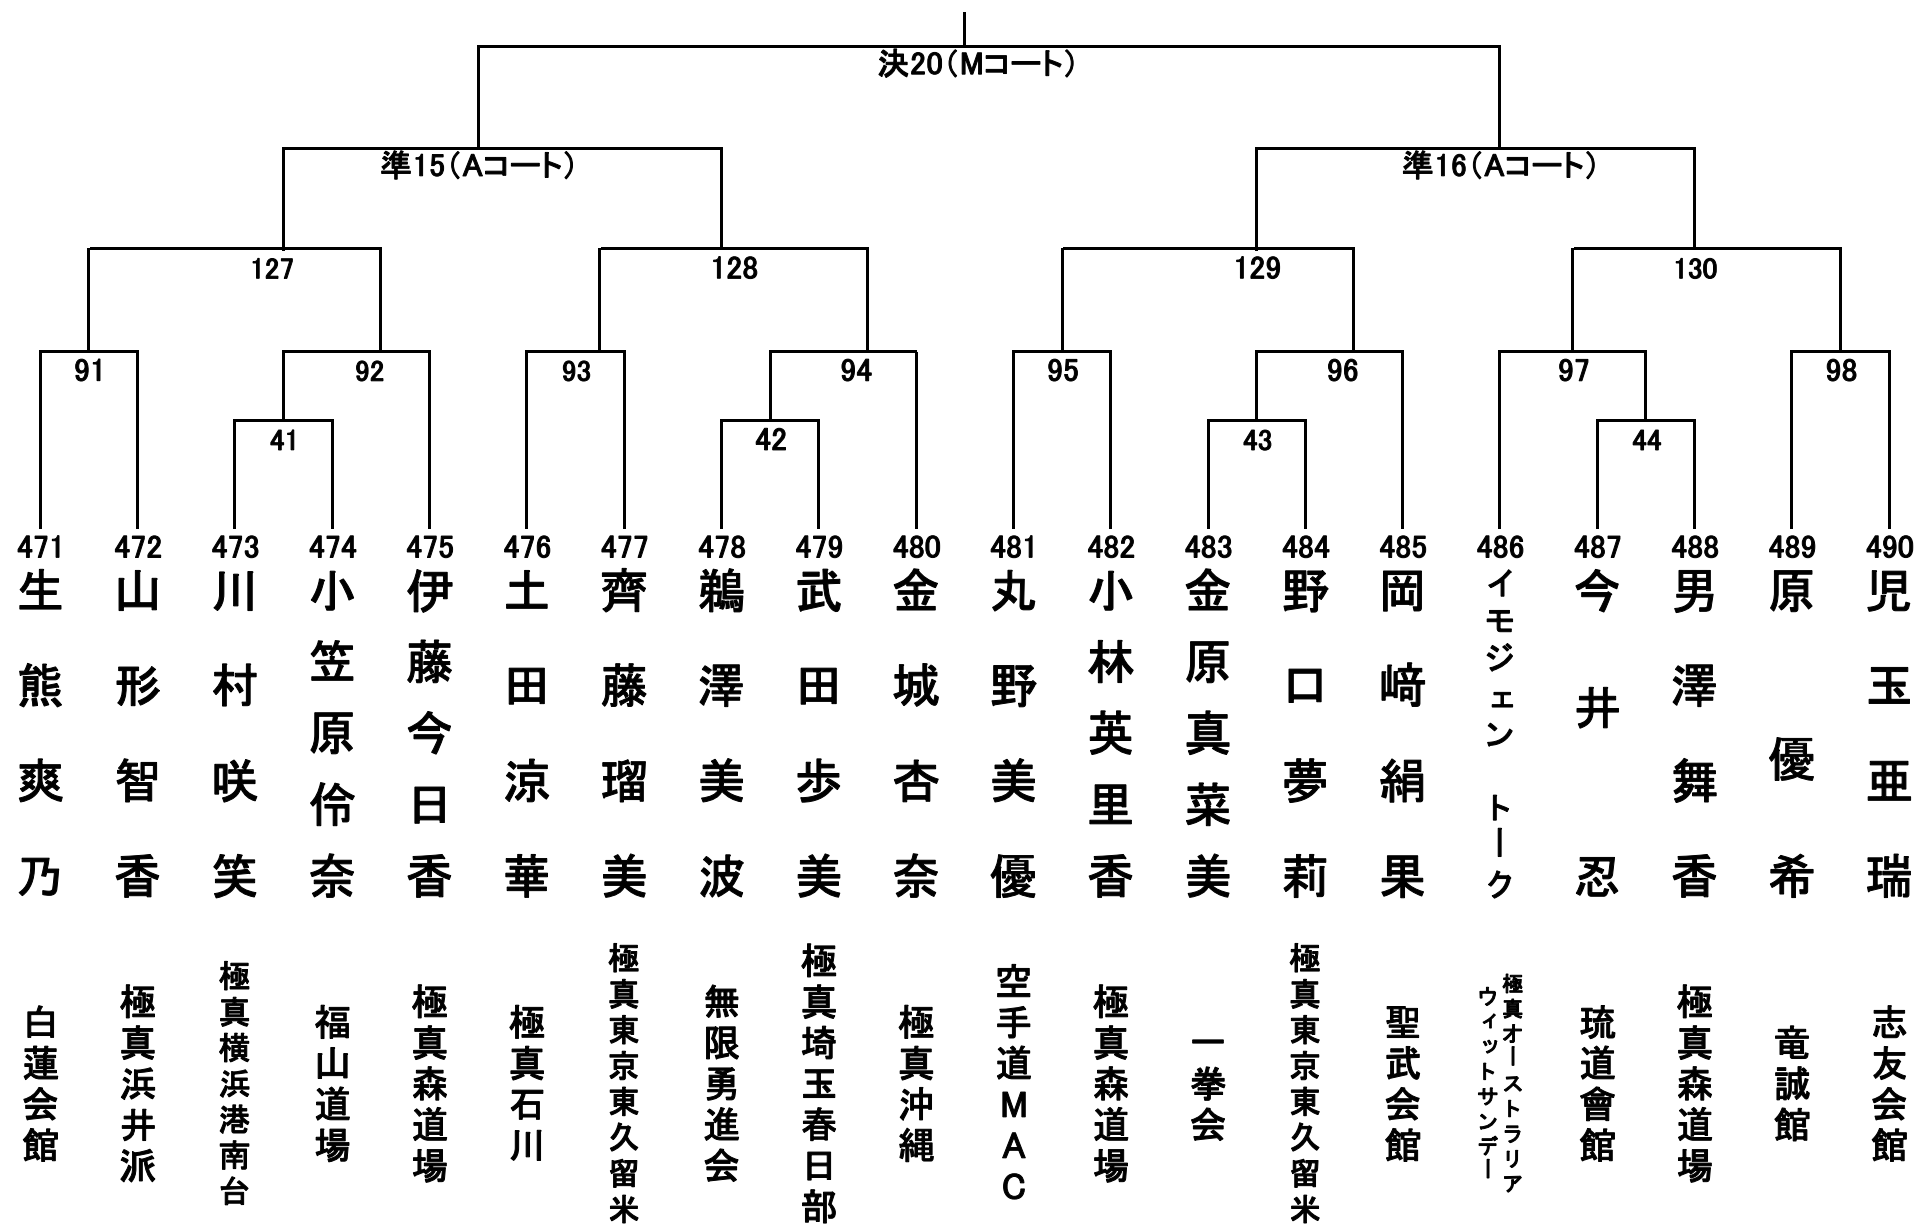 決20(Mコート)
準15(Aコート)
準16(Aコート)
127
128
129
130
91
92
93
94
95
96
97
98
41
42
43
44
471
472
473
474
475
476
477
478
479
480
481
482
483
484
485
486
487
488
489
490
生熊爽乃
山形智香
川村咲笑
小笠原伶奈
伊藤今日香
土田涼華
齊藤瑠美
鵜澤美波
武田歩美
金城杏奈
丸野美優
小林英里香
金原真菜美
野口夢莉
岡﨑絹果
イモジェン トーク
今井忍
男澤舞香
原優希
児玉亜瑞
白蓮会館
極真浜井派
極真横浜港南台
福山道場
極真森道場
極真石川
極真東京東久留米
無限勇進会
極真埼玉春日部
極真沖縄
空手道MAC
極真森道場
一拳会
極真東京東久留米
聖武会館
極真オーストラリア
ウィットサンデー
琉道會館
極真森道場
竜誠館
志友会館